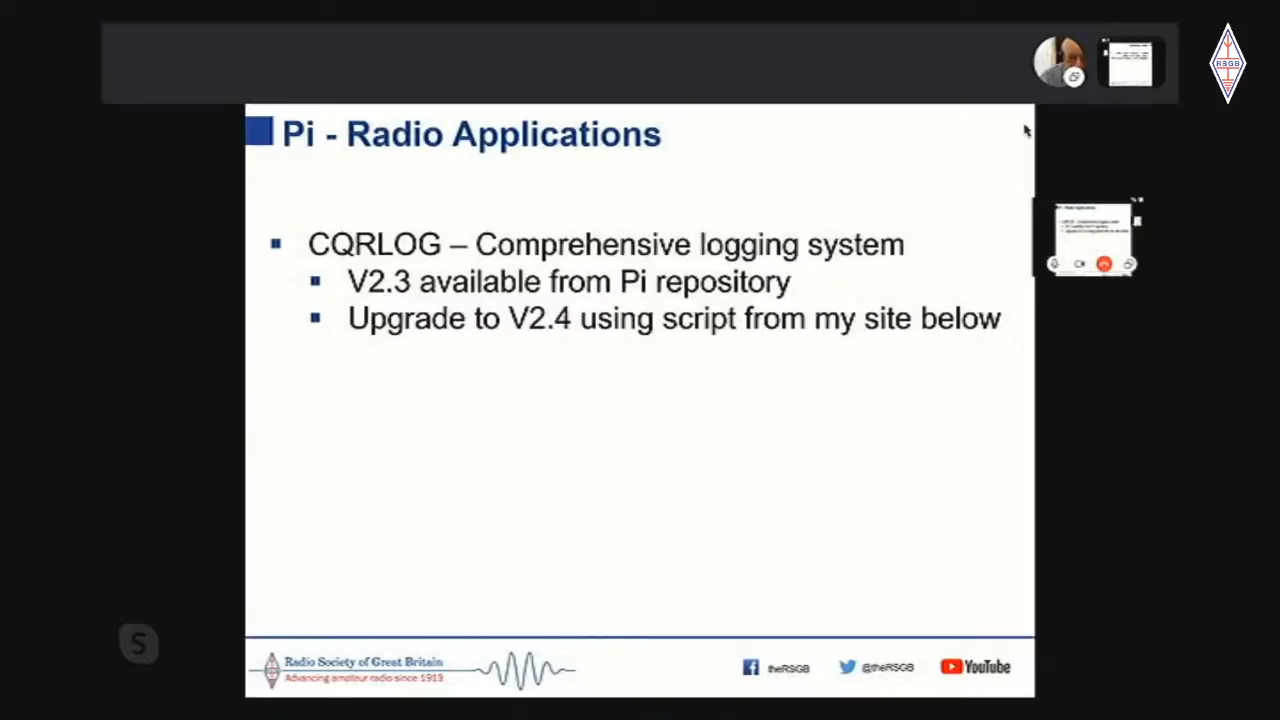 RSGB
Pi - Radio Applications
CQRLOG – Comprehensive logging system
V2.3 available from Pi repository
Upgrade to V2.4 using script from my site below
S
Radio Society of Great Britain
Advancing amateur radio since 1913
theRSGB
@theRSGB
YouTube